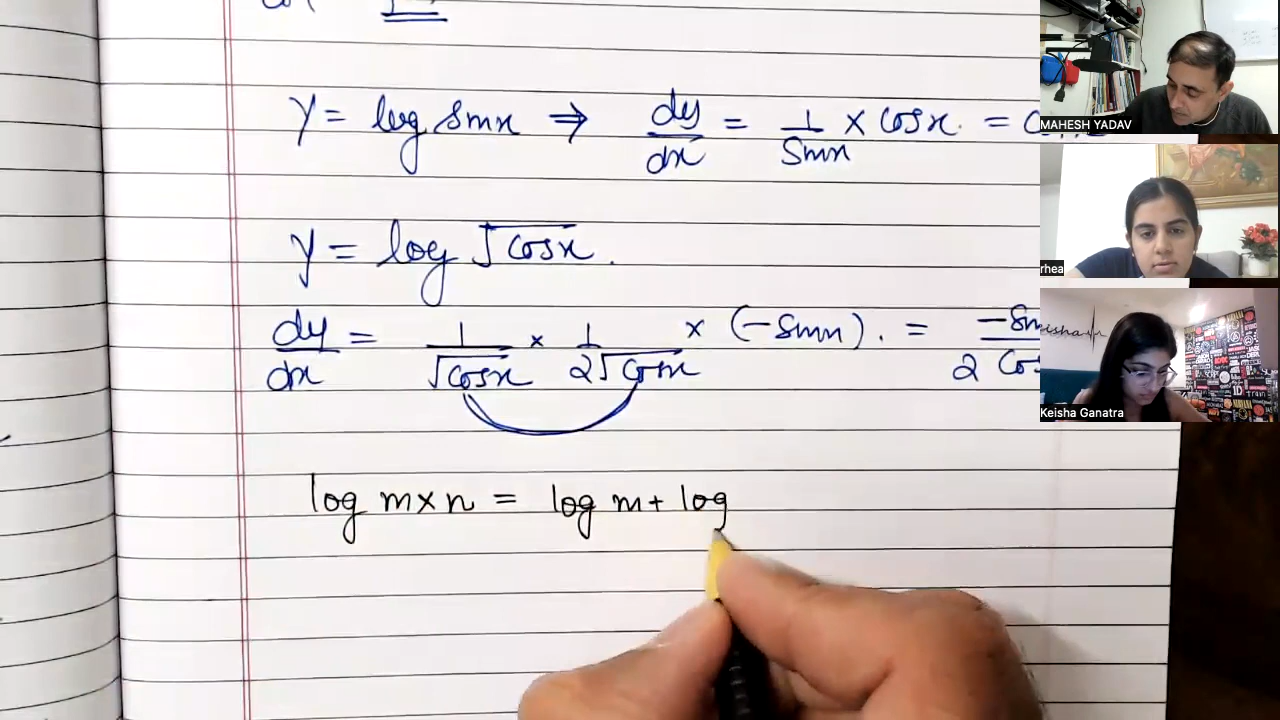 y = log sinx ⇒ dy/dx = 1/sinx × cosx. =
y = log √cosx.
dy/dx = 1/√cosx × 1/2√cosx × (-sinx). =
log m×n = log m + log
MAHESH YADAV
rhea
Keisha Ganatra